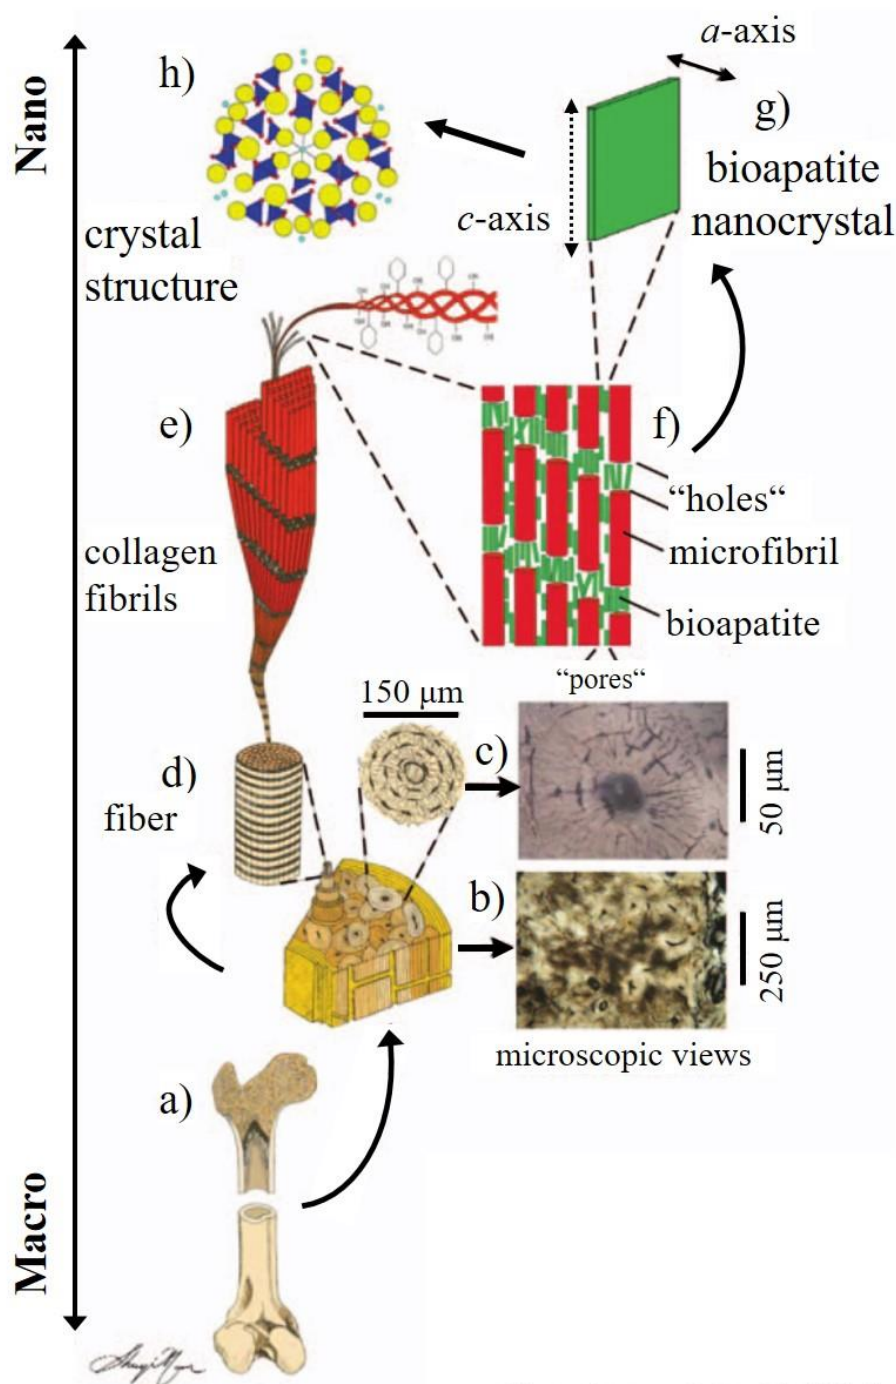 Nano
h)
a-axis
g)
bioapatite
nanocrystal
c-axis
crystal
structure
e)
f)
“holes“
microfibril
collagen
fibrils
bioapatite
“pores“
150 μm
c)
50 μm
d)
fiber
b)
250 μm
microscopic views
a)
Macro